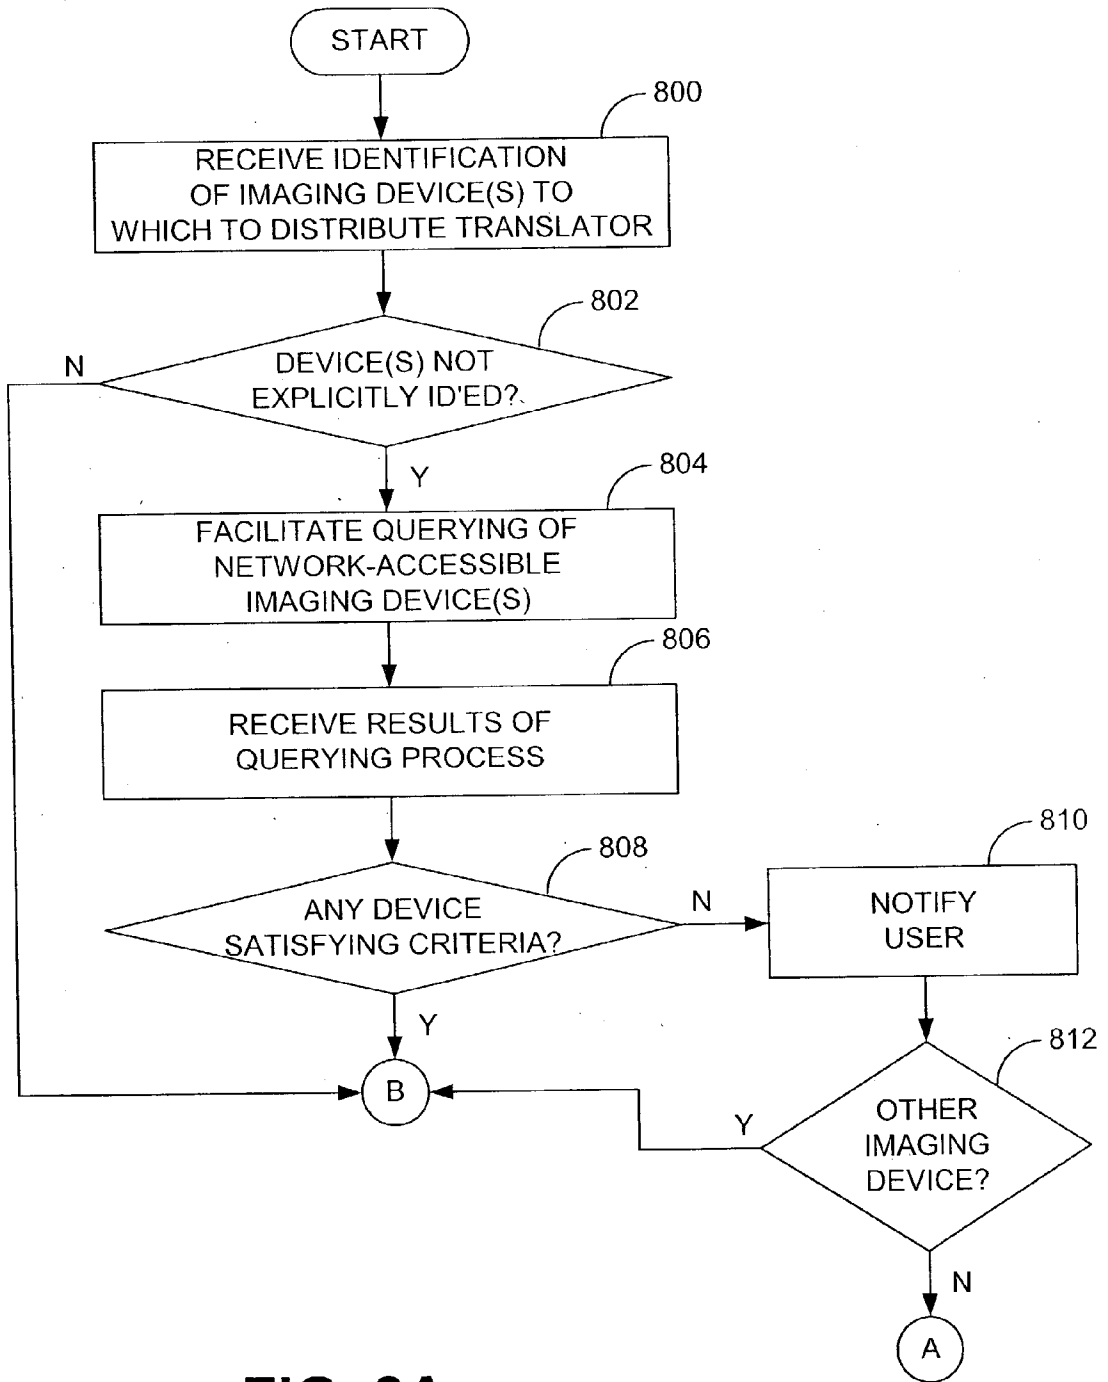 START
800
RECEIVE IDENTIFICATION
OF IMAGING DEVICE(S) TO
WHICH TO DISTRIBUTE TRANSLATOR
802
N
DEVICE(S) NOT
EXPLICITLY ID'ED?
Y
804
FACILITATE QUERYING OF
NETWORK-ACCESSIBLE
IMAGING DEVICE(S)
806
RECEIVE RESULTS OF
QUERYING PROCESS
808
ANY DEVICE
SATISFYING CRITERIA?
N
810
NOTIFY
USER
Y
B
812
OTHER
IMAGING
DEVICE?
Y
N
A